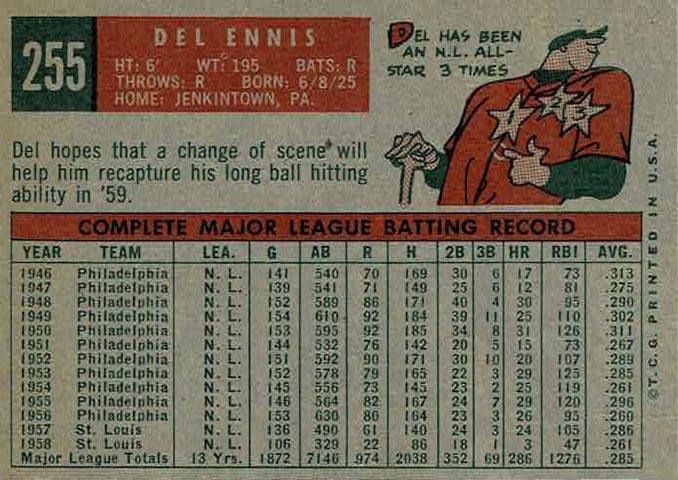 255
DEL ENNIS
HT: 6' WT: 195 BATS: R
THROWS: R BORN: 6/8/25
HOME: JENKINTOWN, PA.
DEL HAS BEEN
AN N.L. ALL-
STAR 3 TIMES
1 2 3
Del hopes that a change of scene will
help him recapture his long ball hitting
ability in '59.
COMPLETE MAJOR LEAGUE BATTING RECORD
YEAR TEAM LEA. G AB R H 2B 3B HR RBI AVG.
1946 Philadelphia N. L. 141 540 70 169 30 6 17 73 .313
1947 Philadelphia N. L. 139 541 71 149 25 6 12 81 .275
1948 Philadelphia N. L. 152 589 86 171 40 4 30 95 .290
1949 Philadelphia N. L. 154 610 92 184 39 11 25 110 .302
1950 Philadelphia N. L. 153 595 92 185 34 8 31 126 .311
1951 Philadelphia N. L. 144 532 76 142 20 5 15 73 .267
1952 Philadelphia N. L. 151 592 90 171 30 10 20 107 .289
1953 Philadelphia N. L. 152 578 79 165 22 3 29 125 .285
1954 Philadelphia N. L. 145 556 73 145 23 2 25 119 .261
1955 Philadelphia N. L. 146 564 82 167 24 7 29 120 .296
1956 Philadelphia N. L. 153 630 80 164 23 3 26 95 .260
1957 St. Louis N. L. 136 490 61 140 24 3 24 105 .286
1958 St. Louis N. L. 106 329 22 86 18 1 3 47 .261
Major League Totals 13 Yrs. 1872 7146 974 2038 352 69 286 1276 .285
©T.C.G. PRINTED IN U.S.A.